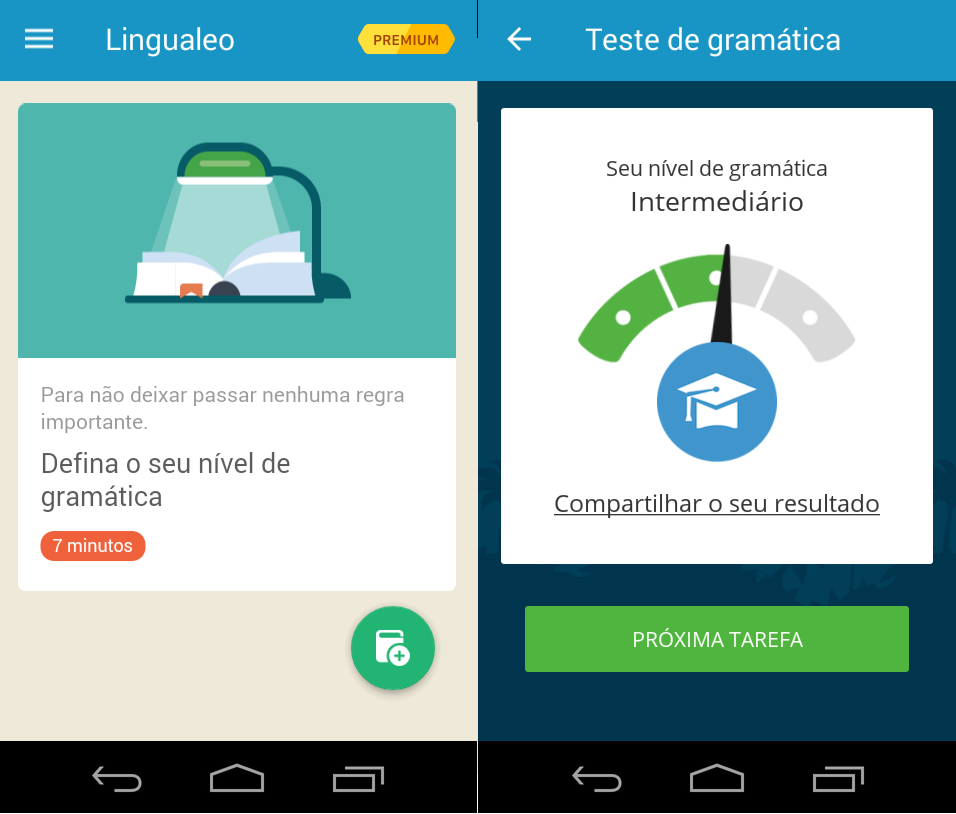 Lingualeo
PREMIUM
Para não deixar passar nenhuma regra
importante.
Defina o seu nível de
gramática
7 minutos
Teste de gramática
Seu nível de gramática
Intermediário
Compartilhar o seu resultado
PRÓXIMA TAREFA